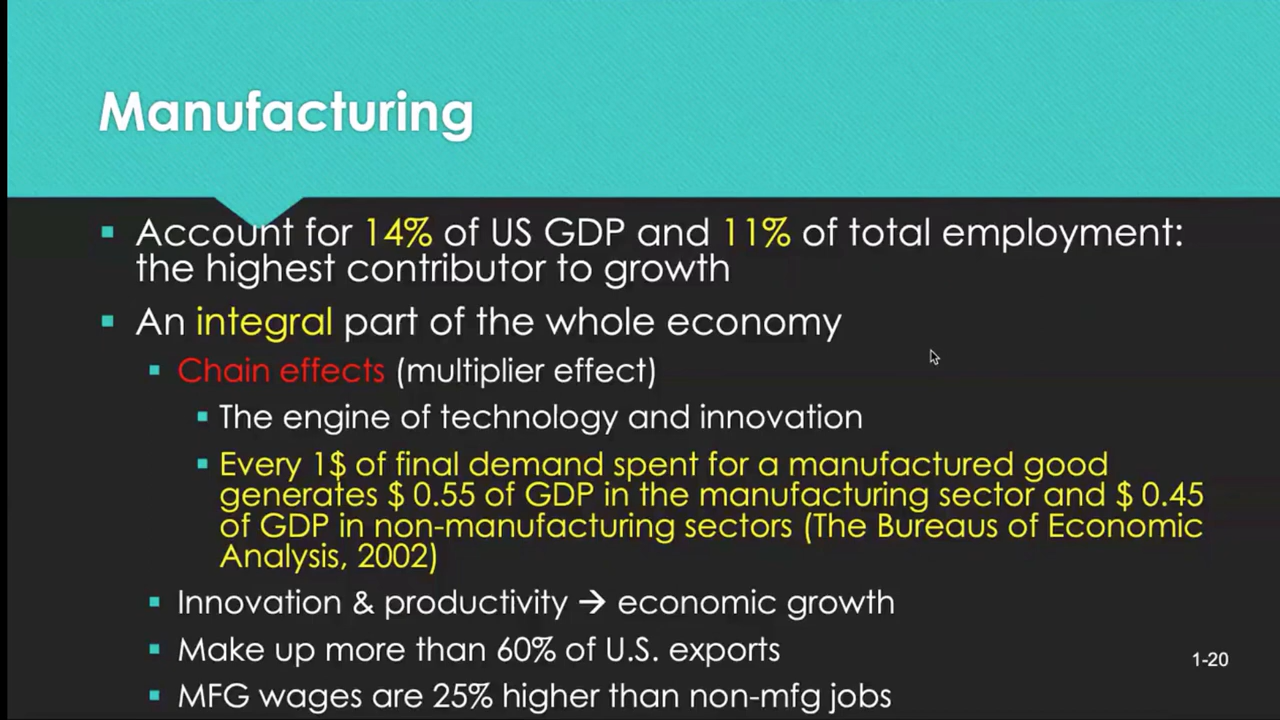 Manufacturing
Account for 14% of US GDP and 11% of total employment:
the highest contributor to growth
An integral part of the whole economy
Chain effects (multiplier effect)
The engine of technology and innovation
Every 1$ of final demand spent for a manufactured good
generates $ 0.55 of GDP in the manufacturing sector and $ 0.45
of GDP in non-manufacturing sectors (The Bureaus of Economic
Analysis, 2002)
Innovation & productivity → economic growth
Make up more than 60% of U.S. exports
1-20
MFG wages are 25% higher than non-mfg jobs